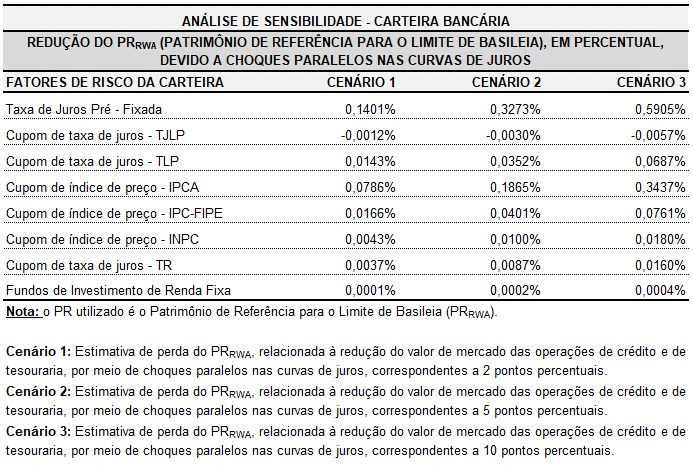 ANÁLISE DE SENSIBILIDADE - CARTEIRA BANCÁRIA
REDUÇÃO DO PRRWA (PATRIMÔNIO DE REFERÊNCIA PARA O LIMITE DE BASILEIA), EM PERCENTUAL,
DEVIDO A CHOQUES PARALELOS NAS CURVAS DE JUROS
FATORES DE RISCO DA CARTEIRA CENÁRIO 1 CENÁRIO 2 CENÁRIO 3
Taxa de Juros Pré - Fixada 0,1401% 0,3273% 0,5905%
Cupom de taxa de juros - TJLP -0,0012% -0,0030% -0,0057%
Cupom de taxa de juros - TLP 0,0143% 0,0352% 0,0687%
Cupom de índice de preço - IPCA 0,0786% 0,1865% 0,3437%
Cupom de índice de preço - IPC-FIPE 0,0166% 0,0401% 0,0761%
Cupom de índice de preço - INPC 0,0043% 0,0100% 0,0180%
Cupom de taxa de juros - TR 0,0037% 0,0087% 0,0160%
Fundos de Investimento de Renda Fixa 0,0001% 0,0002% 0,0004%
Nota: o PR utilizado é o Patrimônio de Referência para o Limite de Basileia (PRRWA).
Cenário 1: Estimativa de perda do PRRWA, relacionada à redução do valor de mercado das operações de crédito e de
tesouraria, por meio de choques paralelos nas curvas de juros, correspondentes a 2 pontos percentuais.
Cenário 2: Estimativa de perda do PRRWA, relacionada à redução do valor de mercado das operações de crédito e de
tesouraria, por meio de choques paralelos nas curvas de juros, correspondentes a 5 pontos percentuais.
Cenário 3: Estimativa de perda do PRRWA, relacionada à redução do valor de mercado das operações de crédito e de
tesouraria, por meio de choques paralelos nas curvas de juros, correspondentes a 10 pontos percentuais.